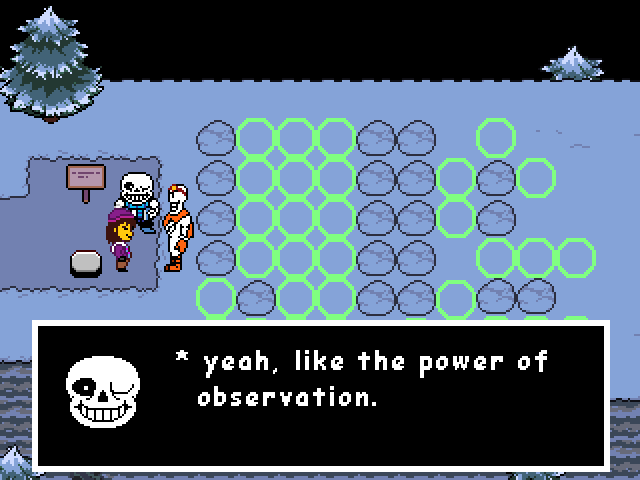 * yeah, like the power of
observation.